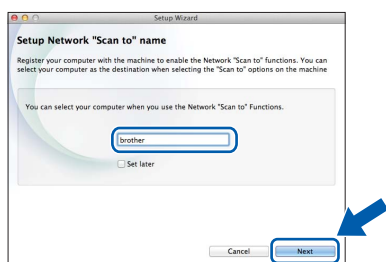 Setup Wizard
Setup Network "Scan to" name
Register your computer with the machine to enable the Network "Scan to" functions. You can
select your computer as the destination when selecting the "Scan to" options on the machine
You can select your computer when you use the Network "Scan to" Functions.
brother
Set later
Cancel
Next